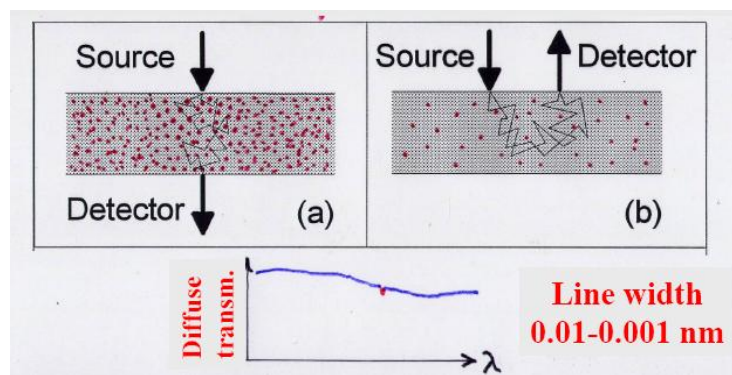 Source
Detector
(a)
Source
Detector
(b)
Diffuse
transm.
λ
Line width
0.01-0.001 nm